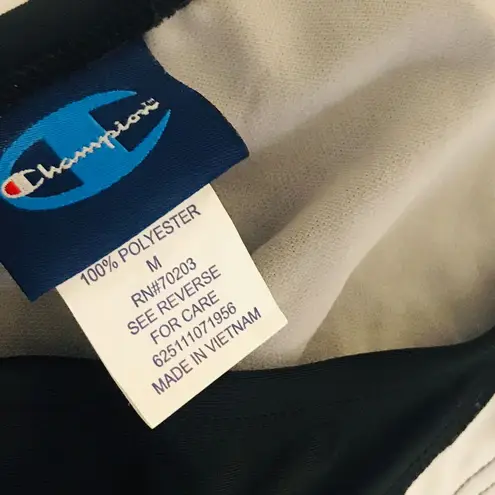 Champion
100% POLYESTER
M
RN#70203
SEE REVERSE
FOR CARE
625111071956
MADE IN VIETNAM